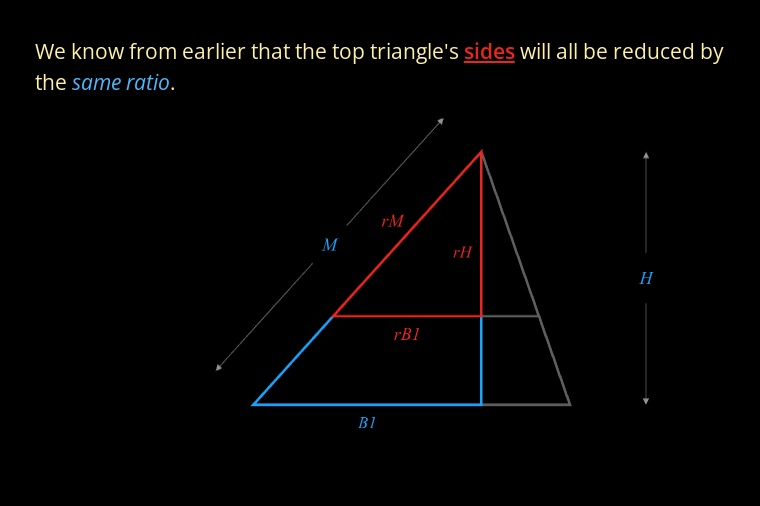 We know from earlier that the top triangle's sides will all be reduced by
the same ratio.
rM
M
rH
H
rB1
B1